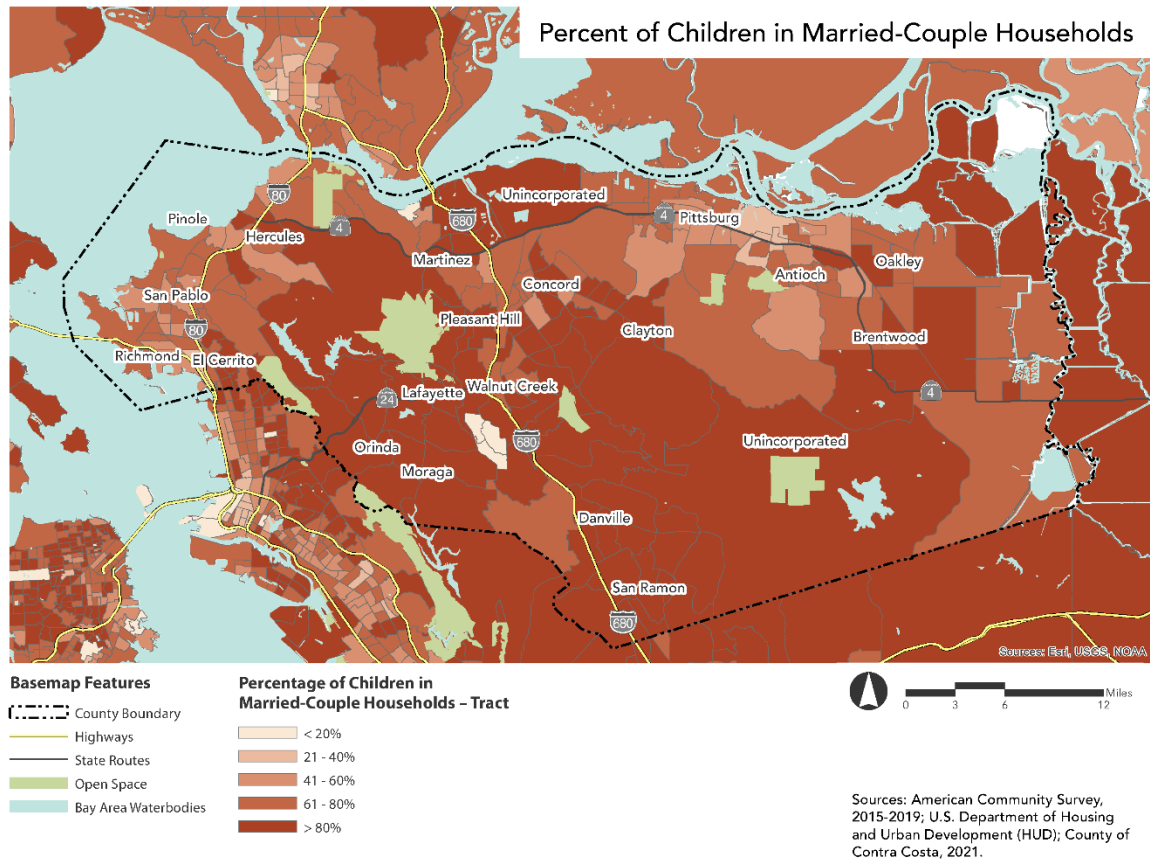 Percent of Children in Married-Couple Households
80
Pinole
Hercules
4
Unincorporated
680
4
Pittsburg
Martinez
San Pablo
Concord
Antioch
Oakley
80
Pleasant Hill
Clayton
Brentwood
Richmond
El Cerrito
24
Lafayette
Walnut Creek
4
Orinda
680
Unincorporated
Moraga
Danville
San Ramon
680
Sources: Esri, USGS, NOAA
Basemap Features
County Boundary
Highways
State Routes
Open Space
Bay Area Waterbodies
Percentage of Children in
Married-Couple Households – Tract
< 20%
21 - 40%
41 - 60%
61 - 80%
> 80%
Miles
0 3 6 12
Sources: American Community Survey,
2015-2019; U.S. Department of Housing
and Urban Development (HUD); County of
Contra Costa, 2021.